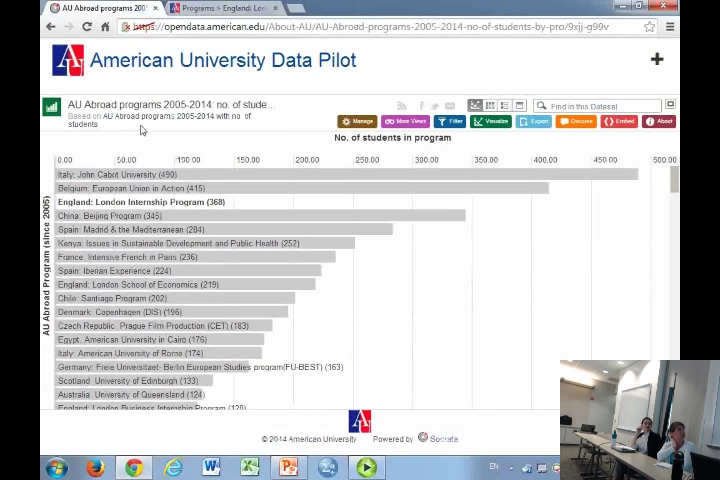 AU Abroad programs 200
Programs > England: Lo
https://opendata.american.edu/About-AU/AU-Abroad-programs-2005-2014-no-of-students-by-pro/9xjj-g99v
AU
American University Data Pilot
AU Abroad programs 2005-2014: no. of stude...
Based on AU Abroad programs 2005-2014 with no of students
Find in this Dataset
Manage
More Views
Filter
Visualize
Export
Discuss
Embed
About
No. of students in program
0.00 50.00 100.00 150.00 200.00 250.00 300.00 350.00 400.00 450.00 500.00
AU Abroad Program (since 2005)
Italy: John Cabot University (490)
Belgium: European Union in Action (415)
England: London Internship Program (368)
China: Beijing Program (345)
Spain: Madrid & the Mediterranean (284)
Kenya: Issues in Sustainable Development and Public Health (252)
France: Intensive French in Paris (236)
Spain: Iberian Experience (224)
England: London School of Economics (219)
Chile: Santiago Program (202)
Denmark: Copenhagen (DIS) (196)
Czech Republic: Prague Film Production (CET) (183)
Egypt: American University in Cairo (176)
Italy: American University of Rome (174)
Germany: Freie Universitaet- Berlin European Studies program(FU-BEST) (163)
Scotland: University of Edinburgh (133)
Australia: University of Queensland (124)
England: London Business Internship Program (120)
AU
© 2014 American University
Powered by Socrata
EN